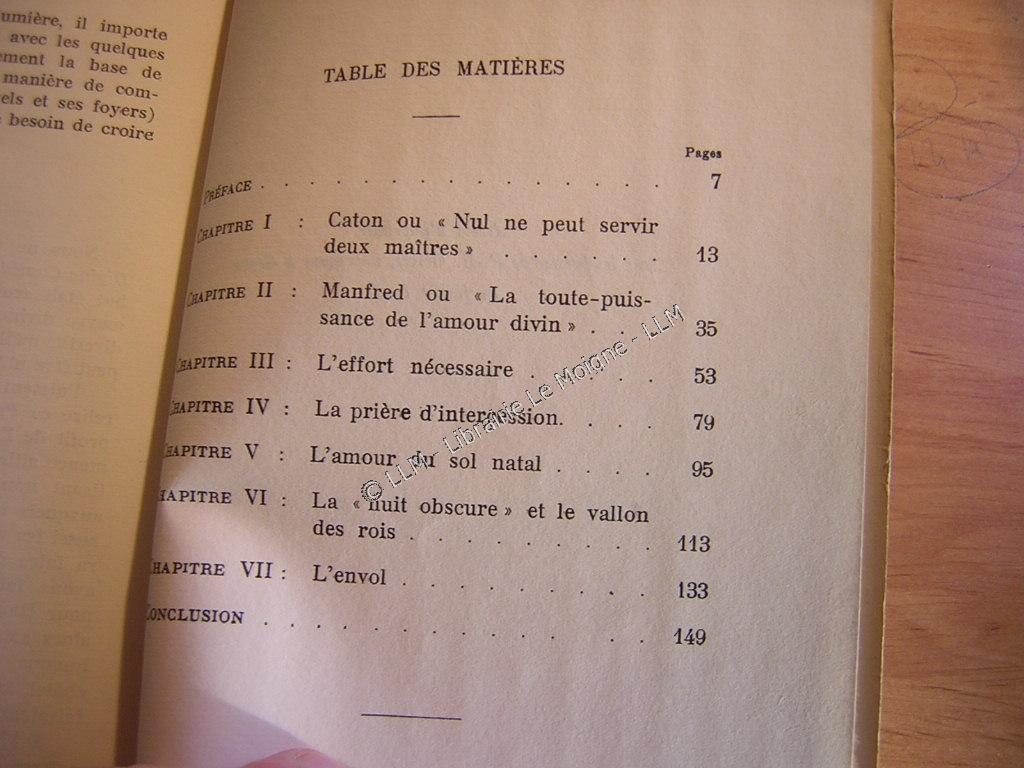 umière, il importe
avec les quelques
ement la base de
manière de com-
els et ses foyers)
besoin de croire
TABLE DES MATIÈRES
Pages
PRÉFACE . . . . . . . . . . . . . . . 7
CHAPITRE I : Caton ou « Nul ne peut servir
deux maîtres » . . . . . . . 13
CHAPITRE II : Manfred ou « La toute-puis-
sance de l'amour divin » . . . 35
CHAPITRE III : L'effort nécessaire . . . . . 53
CHAPITRE IV : La prière d'intercession. . . . 79
CHAPITRE V : L'amour du sol natal . . . . 95
HAPITRE VI : La « nuit obscure » et le vallon
des rois . . . . . . . . . 113
HAPITRE VII : L'envol . . . . . . . . . 133
CONCLUSION . . . . . . . . . . . . . . 149
© LLM - Librairie Le Moigne - LLM